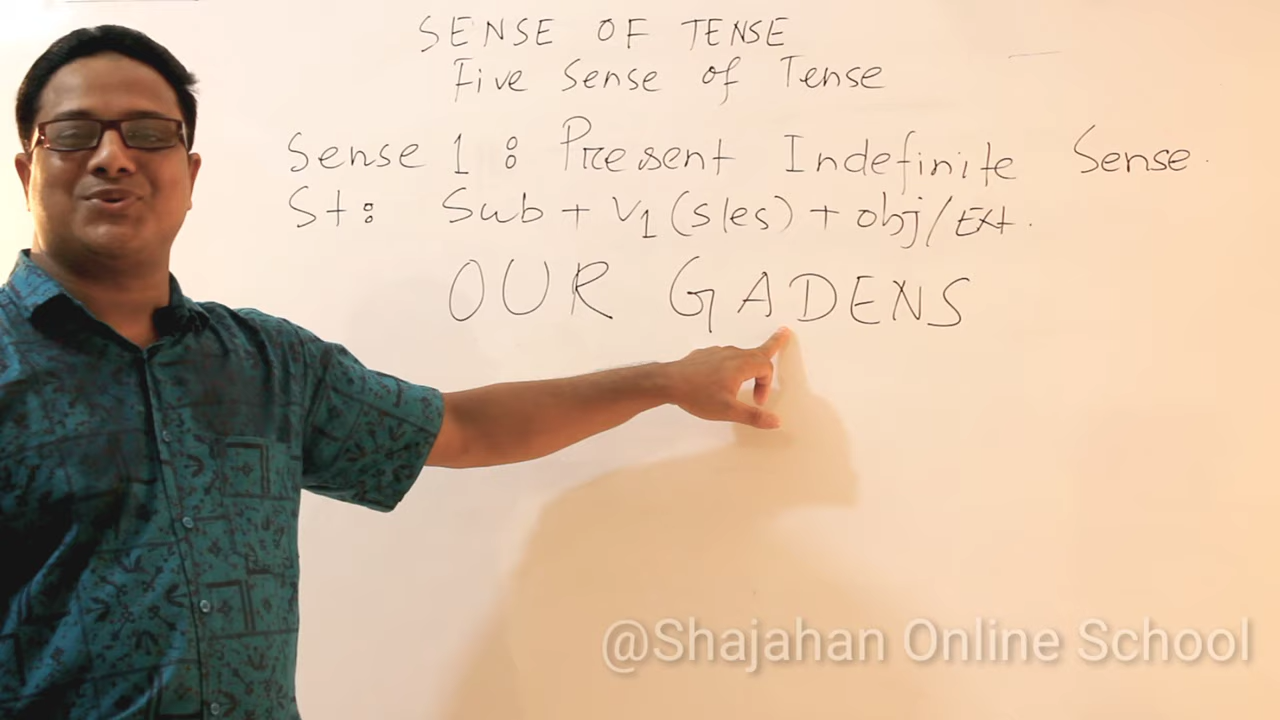 SENSE OF TENSE
Five Sense of Tense
Sense 1 : Present Indefinite Sense.
St: Sub + V1 (s/es) + obj/Ext.
OUR GADENS
@Shajahan Online School